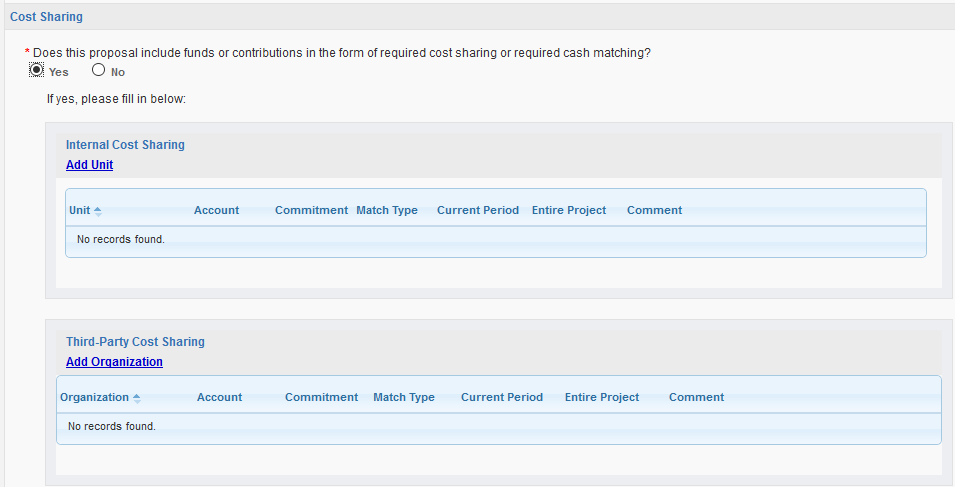 Cost Sharing
* Does this proposal include funds or contributions in the form of required cost sharing or required cash matching?
Yes No
If yes, please fill in below:
Internal Cost Sharing
Add Unit
Unit Account Commitment Match Type Current Period Entire Project Comment
No records found.
Third-Party Cost Sharing
Add Organization
Organization Account Commitment Match Type Current Period Entire Project Comment
No records found.